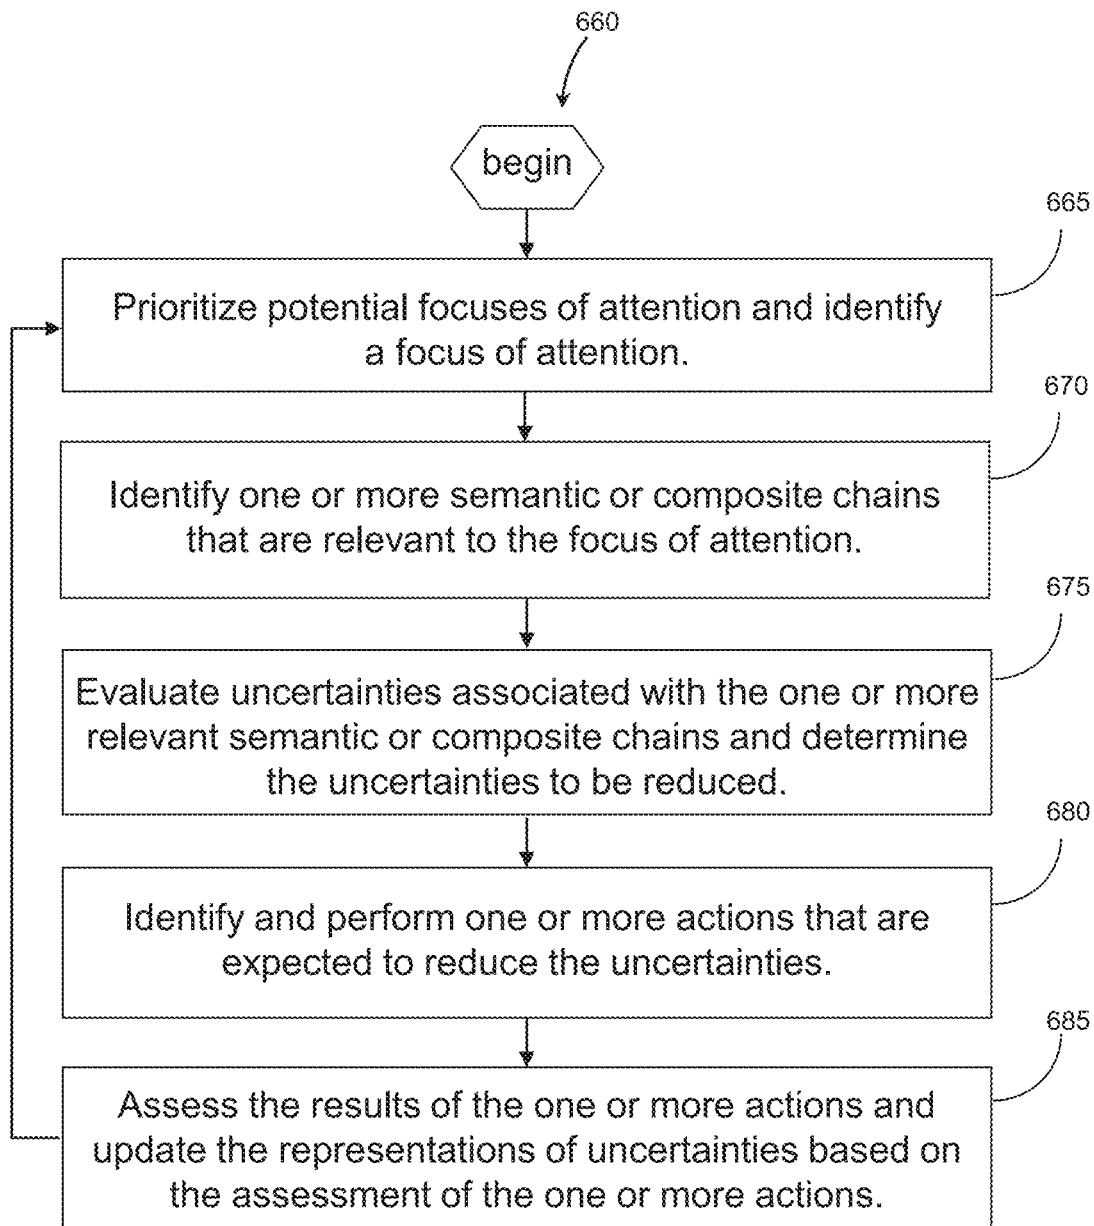 660
begin
665
Prioritize potential focuses of attention and identify
a focus of attention.
670
Identify one or more semantic or composite chains
that are relevant to the focus of attention.
675
Evaluate uncertainties associated with the one or more
relevant semantic or composite chains and determine
the uncertainties to be reduced.
680
Identify and perform one or more actions that are
expected to reduce the uncertainties.
685
Assess the results of the one or more actions and
update the representations of uncertainties based on
the assessment of the one or more actions.